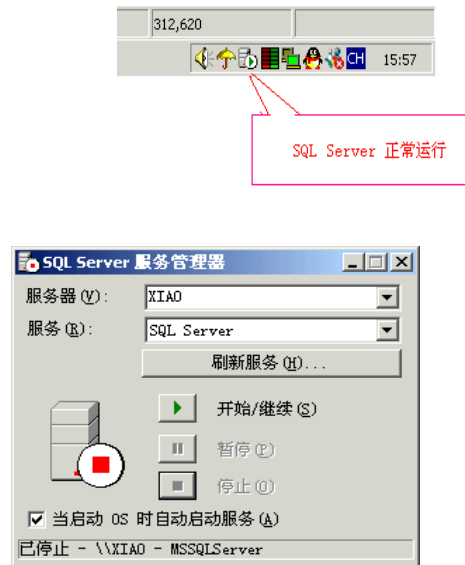 312,620
CH 15:57
SQL Server 正常运行
SQL Server 服务管理器
服务器(V): XIAO
服务(R): SQL Server
刷新服务(H)...
开始/继续(S)
暂停(P)
停止(O)
当启动 OS 时自动启动服务(A)
已停止 - \\XIAO - MSSQLServer